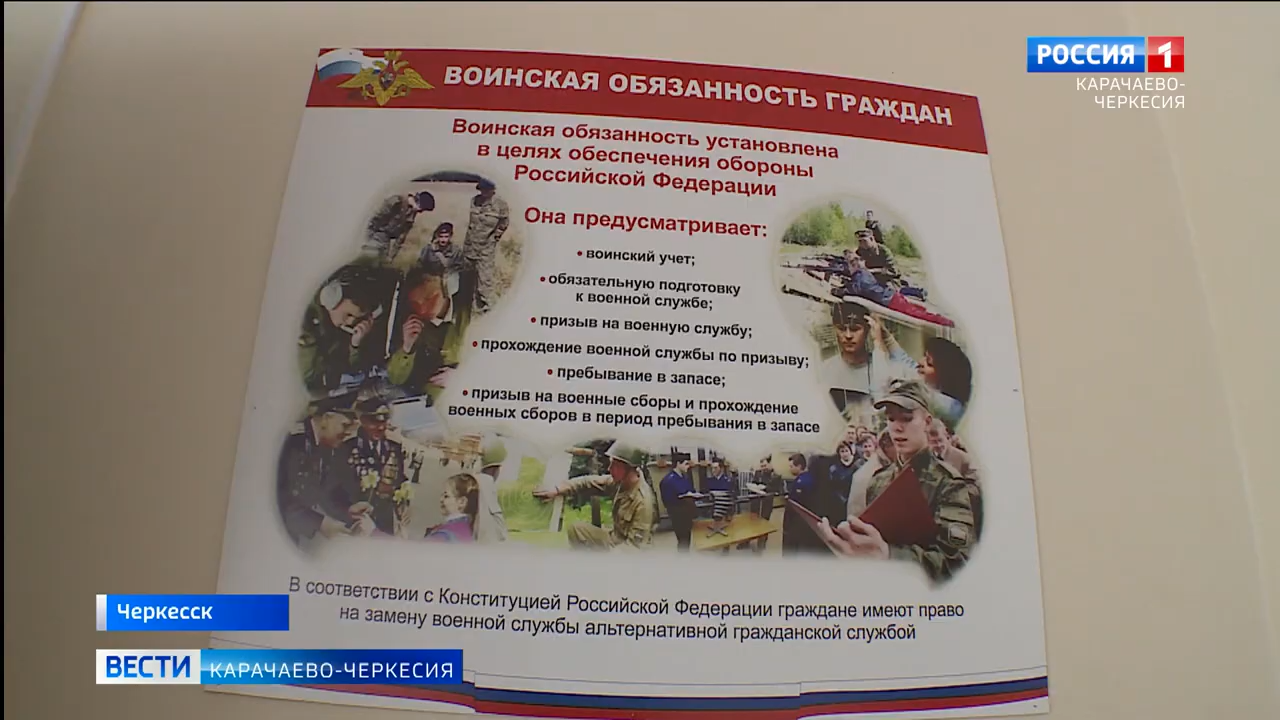 РОССИЯ 1
КАРАЧАЕВО-
ЧЕРКЕСИЯ
ВОИНСКАЯ ОБЯЗАННОСТЬ ГРАЖДАН
Воинская обязанность установлена
в целях обеспечения обороны
Российской Федерации
Она предусматривает:
• воинский учет;
• обязательную подготовку
к военной службе;
• призыв на военную службу;
• прохождение военной службы по призыву;
• пребывание в запасе;
• призыв на военные сборы и прохождение
военных сборов в период пребывания в запасе
В соответствии с Конституцией Российской Федерации граждане имеют право
на замену военной службы альтернативной гражданской службой
Черкесск
ВЕСТИ КАРАЧАЕВО-ЧЕРКЕСИЯ